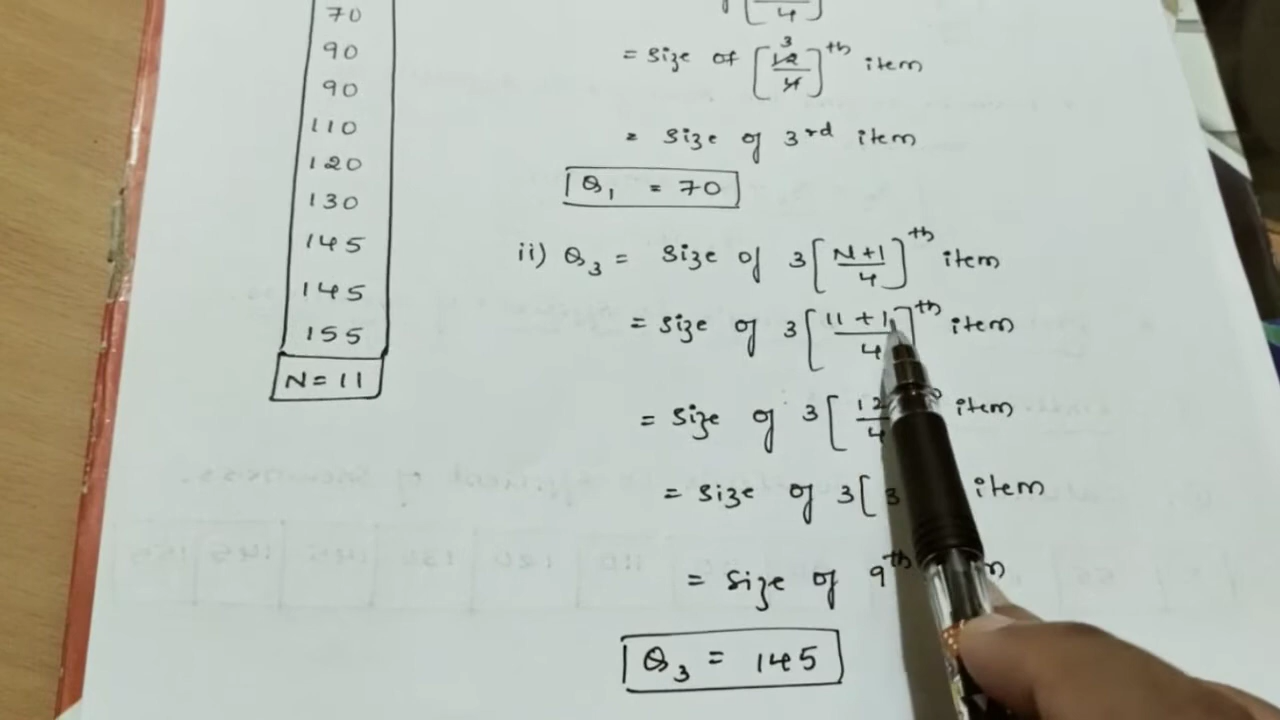 70
90
90
110
120
130
145
145
155
N = 11
4
= Size of [12/4]^th item
3
= Size of 3rd item
Q1 = 70
ii) Q3 = Size of 3[N+1/4]^th item
= Size of 3[11+1/4]^th item
= Size of 3[12/4 item
= Size of 3[3 item
= Size of 9th
Q3 = 145